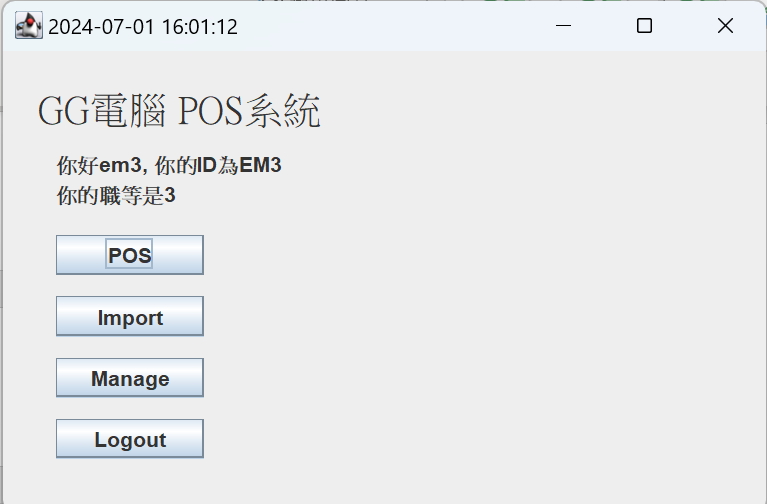 2024-07-01 16:01:12
GG電腦 POS系統
你好em3, 你的ID為EM3
你的職等是3
POS
Import
Manage
Logout